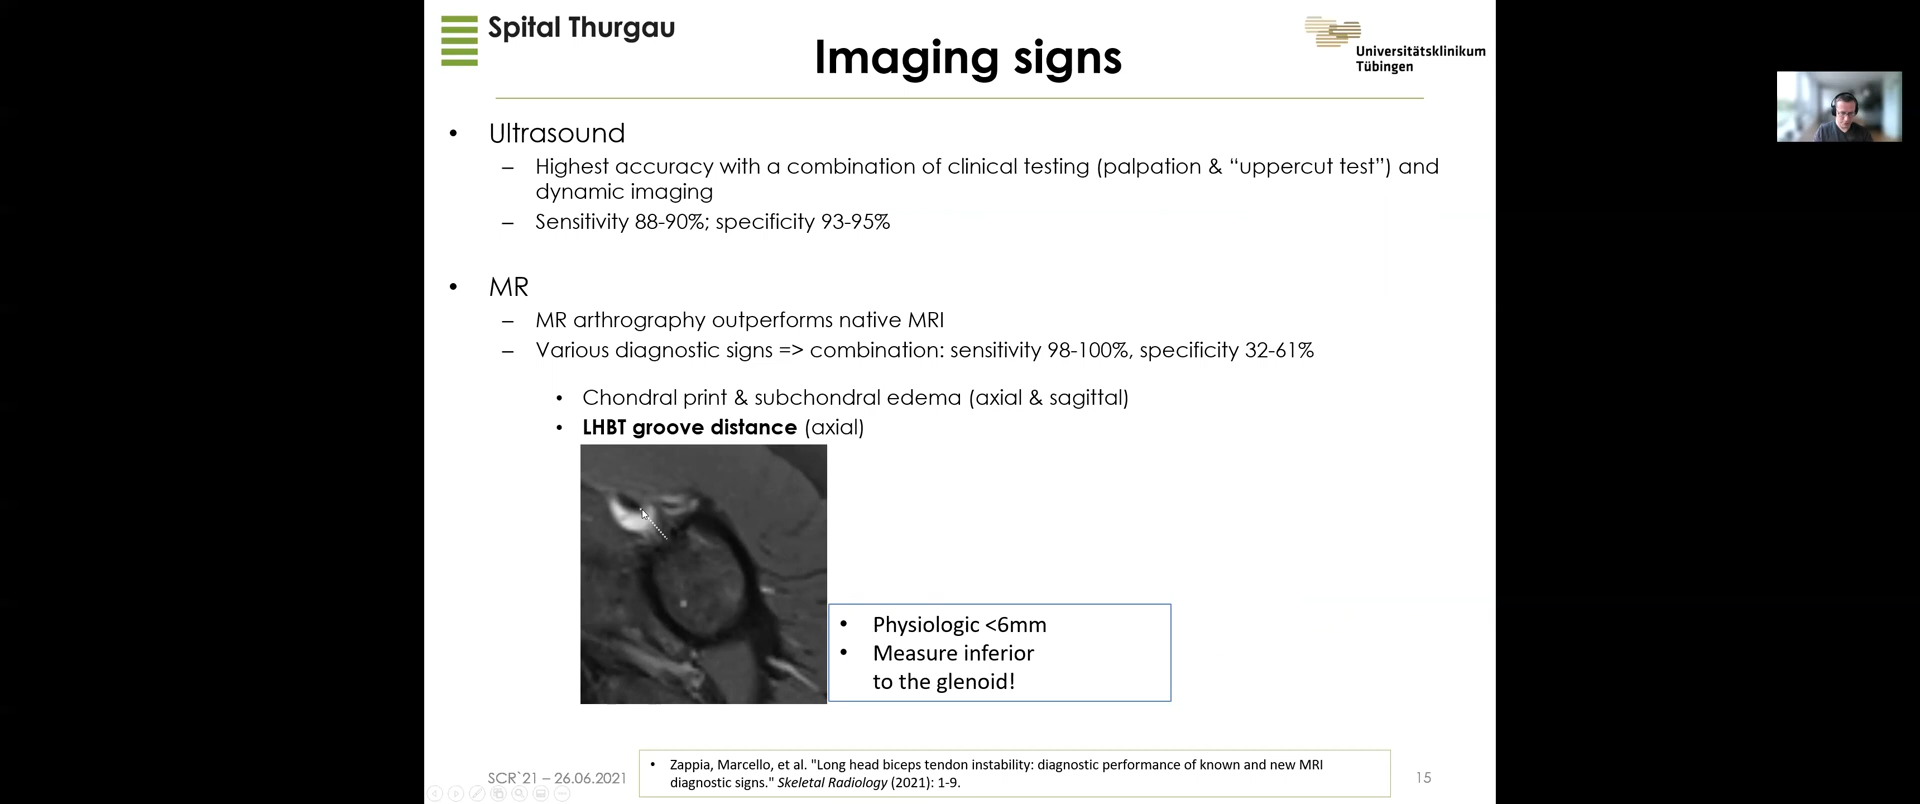 Spital Thurgau
Imaging signs
Universitätsklinikum
Tübingen
• Ultrasound
– Highest accuracy with a combination of clinical testing (palpation & “uppercut test”) and
dynamic imaging
– Sensitivity 88-90%; specificity 93-95%
• MR
– MR arthrography outperforms native MRI
– Various diagnostic signs => combination: sensitivity 98-100%, specificity 32-61%
• Chondral print & subchondral edema (axial & sagittal)
• LHBT groove distance (axial)
• Physiologic <6mm
• Measure inferior
to the glenoid!
• Zappia, Marcello, et al. "Long head biceps tendon instability: diagnostic performance of known and new MRI
diagnostic signs." Skeletal Radiology (2021): 1-9.
SCR`21 – 26.06.2021
15